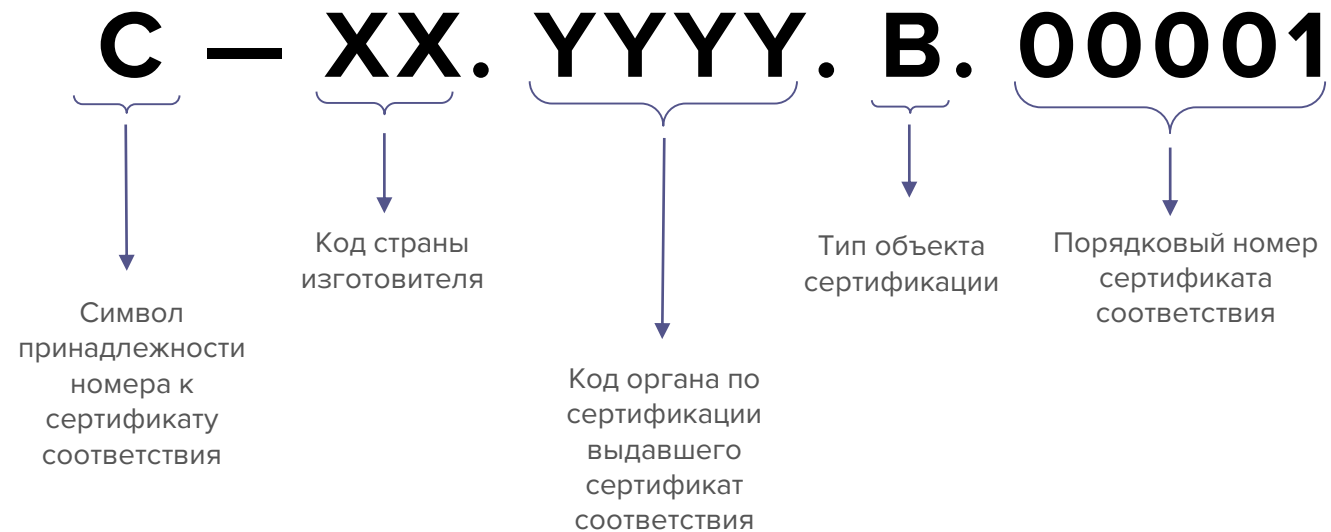 С — XX. YYYY. В. 00001
Символ
принадлежности
номера к
сертификату
соответствия
Код страны
изготовителя
Код органа по
сертификации
выдавшего
сертификат
соответствия
Тип объекта
сертификации
Порядковый номер
сертификата
соответствия